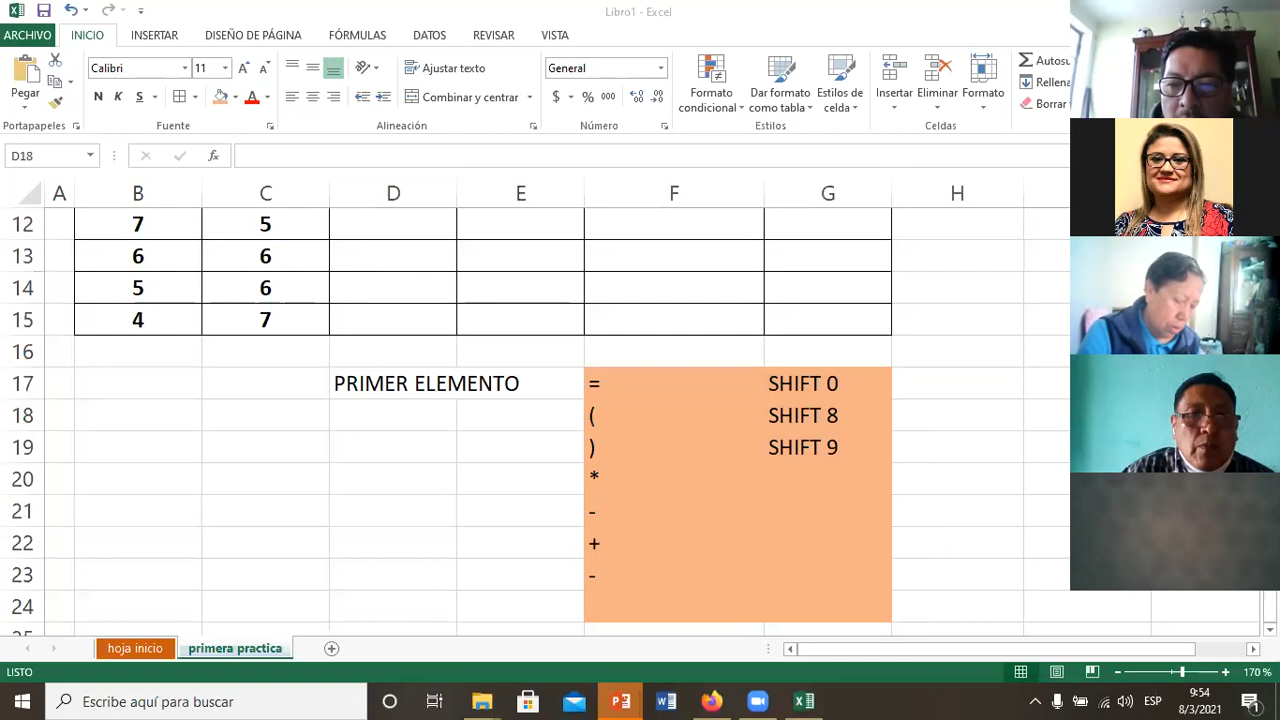 Libro1 - Excel
ARCHIVO INICIO INSERTAR DISEÑO DE PÁGINA FÓRMULAS DATOS REVISAR VISTA
Pegar
Portapapeles
Calibri 11
N K S
Fuente
Ajustar texto
Combinar y centrar
Alineación
General
$ % 000
Número
Formato condicional
Dar formato como tabla
Estilos de celda
Estilos
Insertar Eliminar Formato
Celdas
Autosu
Rellena
Borrar
D18 fx
A B C D E F G H
12 7 5
13 6 6
14 5 6
15 4 7
16
17 PRIMER ELEMENTO = SHIFT 0
18 ( SHIFT 8
19 ) SHIFT 9
20 *
21 -
22 +
23 -
24
hoja inicio primera practica
LISTO 170 %
Escribe aquí para buscar
ESP
9:54
8/3/2021